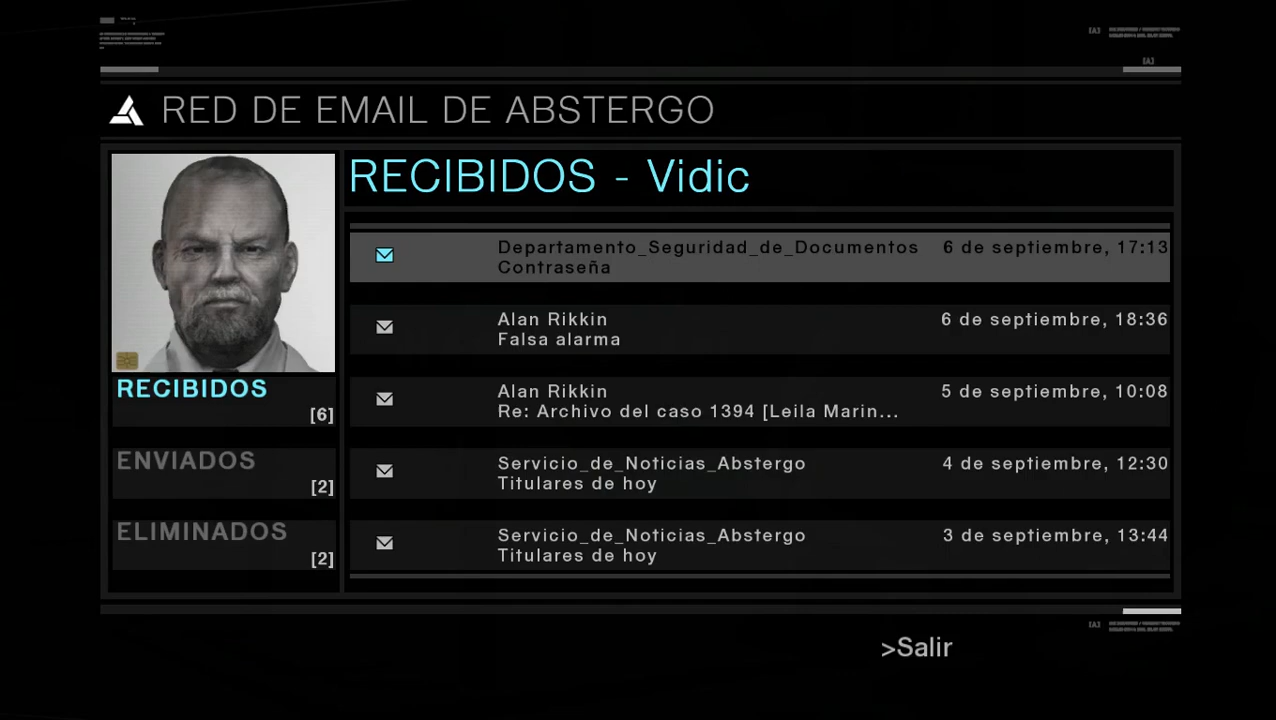 RED DE EMAIL DE ABSTERGO
RECIBIDOS - Vidic
RECIBIDOS
[6]
ENVIADOS
[2]
ELIMINADOS
[2]
Departamento_Seguridad_de_Documentos 6 de septiembre, 17:13
Contraseña
Alan Rikkin 6 de septiembre, 18:36
Falsa alarma
Alan Rikkin 5 de septiembre, 10:08
Re: Archivo del caso 1394 [Leila Marin...
Servicio_de_Noticias_Abstergo 4 de septiembre, 12:30
Titulares de hoy
Servicio_de_Noticias_Abstergo 3 de septiembre, 13:44
Titulares de hoy
>Salir